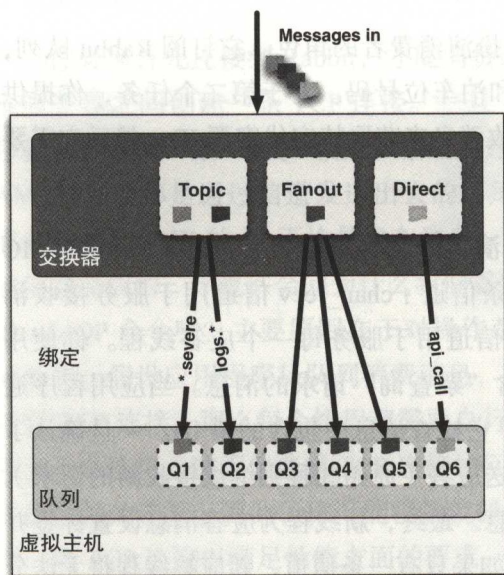 Messages in
Topic
Fanout
Direct
交换器
绑定
*.severe
logs.*
api_call
Q1
Q2
Q3
Q4
Q5
Q6
队列
虚拟主机